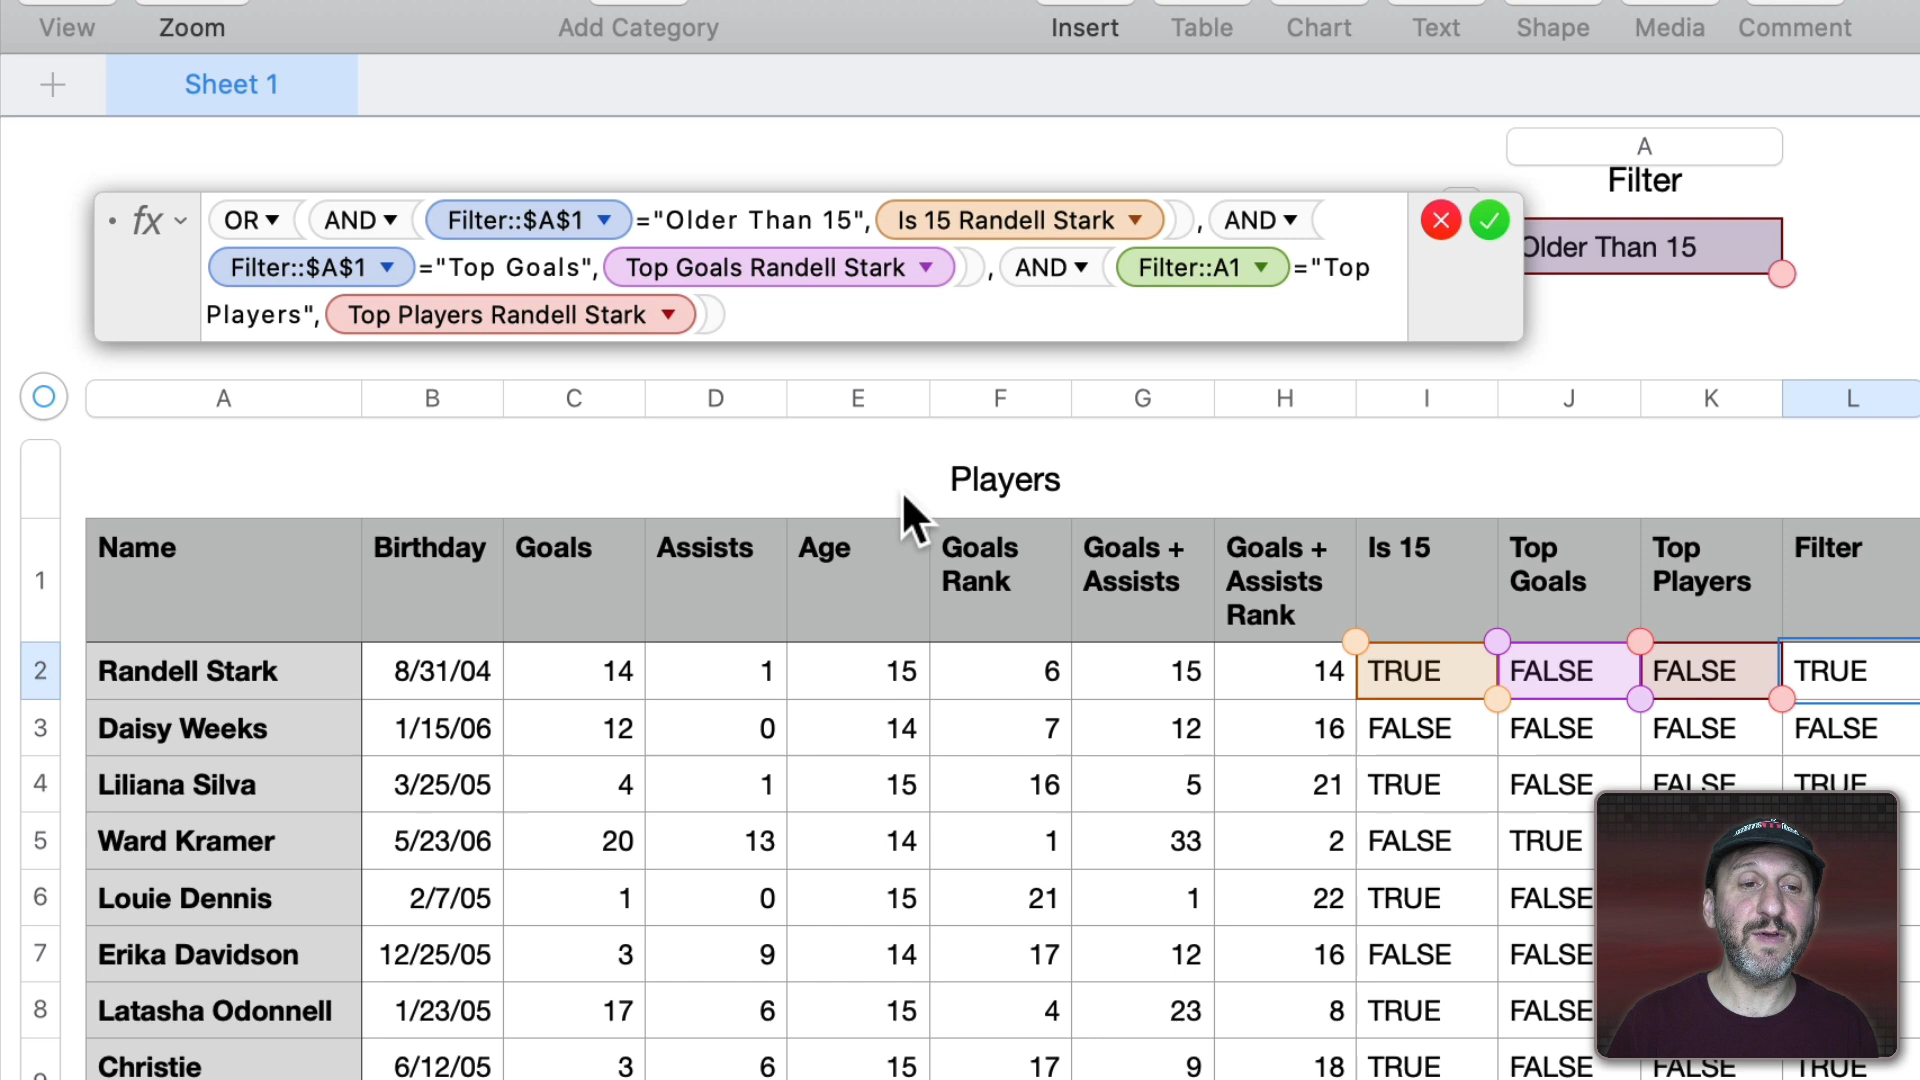 View Zoom Add Category Insert Table Chart Text Shape Media Comment
+ Sheet 1
A
Filter
fx OR AND Filter::$A$1 ="Older Than 15", Is 15 Randell Stark , AND
Filter::$A$1 ="Top Goals", Top Goals Randell Stark , AND Filter::A1 ="Top
Players", Top Players Randell Stark
Older Than 15
A B C D E F G H I J K L
Players
1 Name Birthday Goals Assists Age Goals Rank Goals + Assists Goals + Assists Rank Is 15 Top Goals Top Players Filter
2 Randell Stark 8/31/04 14 1 15 6 15 14 TRUE FALSE FALSE TRUE
3 Daisy Weeks 1/15/06 12 0 14 7 12 16 FALSE FALSE FALSE FALSE
4 Liliana Silva 3/25/05 4 1 15 16 5 21 TRUE FALSE FALSE TRUE
5 Ward Kramer 5/23/06 20 13 14 1 33 2 FALSE TRUE
6 Louie Dennis 2/7/05 1 0 15 21 1 22 TRUE FALSE
7 Erika Davidson 12/25/05 3 9 14 17 12 16 FALSE FALSE
8 Latasha Odonnell 1/23/05 17 6 15 4 23 8 TRUE FALSE
Christie 6/12/05 3 6 15 17 9 18 TRUE FALSE FALSE TRUE